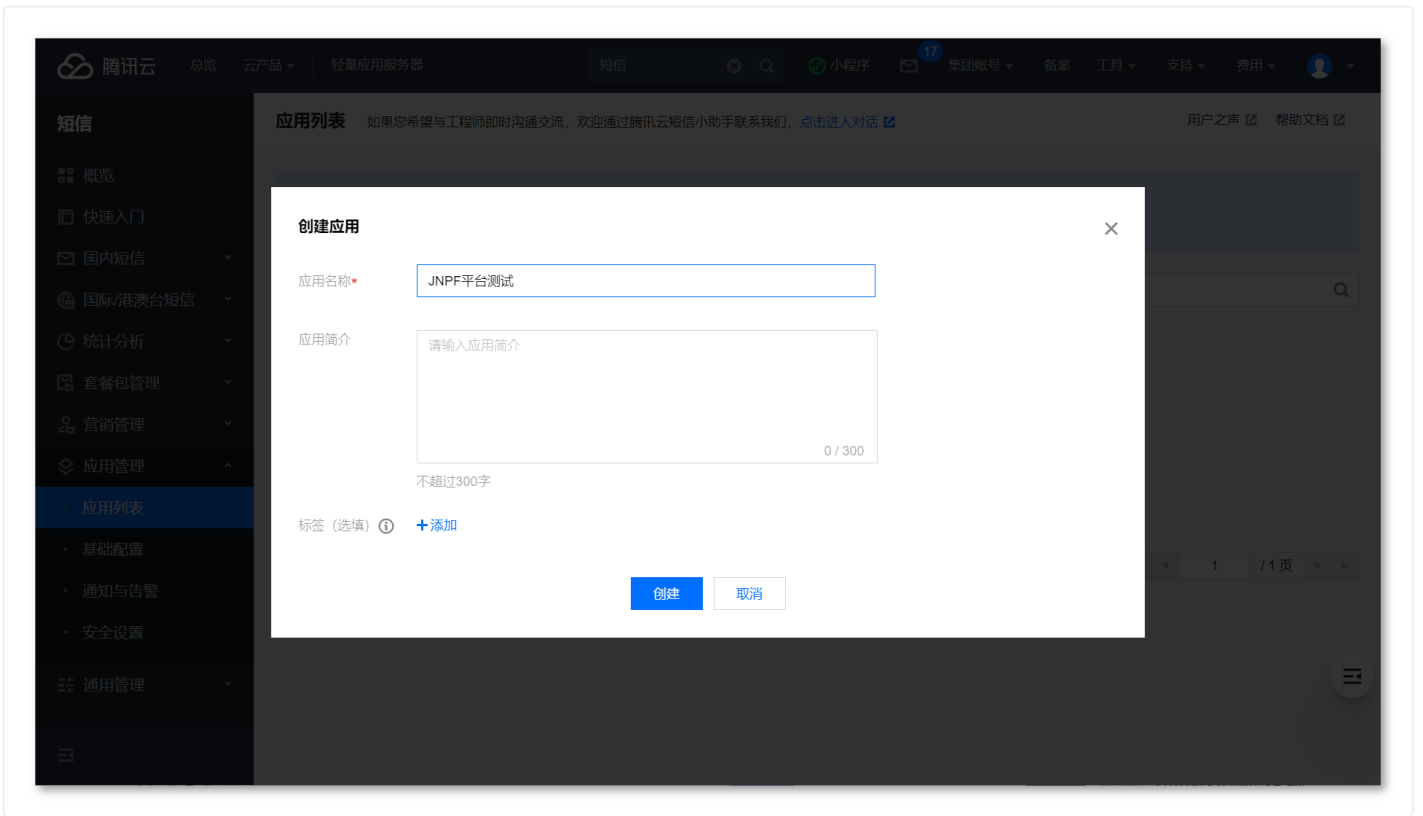 腾讯云 总览 云产品 轻量应用服务器 短信 小程序 17 集团账号 备案 工具 支持 费用
短信
应用列表 如果您希望与工程师即时沟通交流，欢迎通过腾讯云短信小助手联系我们，点击进入对话 用户之声 帮助文档
概览
快速入门
国内短信
国际/港澳台短信
统计分析
套餐包管理
营销管理
应用管理
应用列表
基础配置
通知与告警
安全设置
通用管理
创建应用
应用名称* JNPF平台测试
应用简介 请输入应用简介
0 / 300
不超过300字
标签（选填） 添加
创建 取消
1 / 1 页